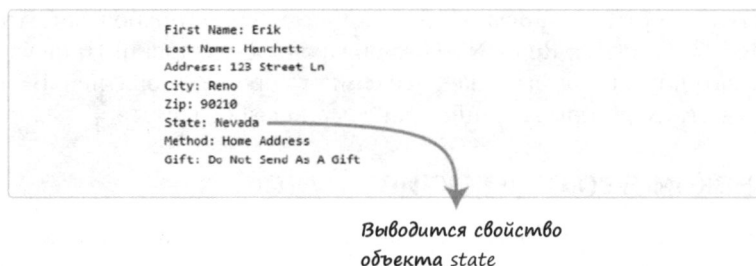 First Name: Erik
Last Name: Hanchett
Address: 123 Street Ln
City: Reno
Zip: 90210
State: Nevada
Method: Home Address
Gift: Do Not Send As A Gift
Выводится свойство
объекта state